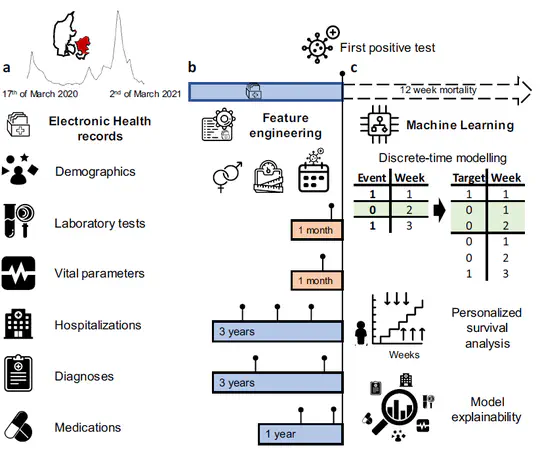 First positive test
a
b
c
17th of March 2020
2nd of March 2021
12 week mortality
Electronic Health
records
Feature
engineering
Machine Learning
Demographics
Discrete-time modelling
Event Week
1 1
0 2
1 3
Target Week
1 1
0 1
0 2
0 1
0 2
1 3
Laboratory tests
1 month
Vital parameters
1 month
Hospitalizations
3 years
Weeks
Personalized
survival
analysis
Diagnoses
3 years
Model
explainability
Medications
1 year